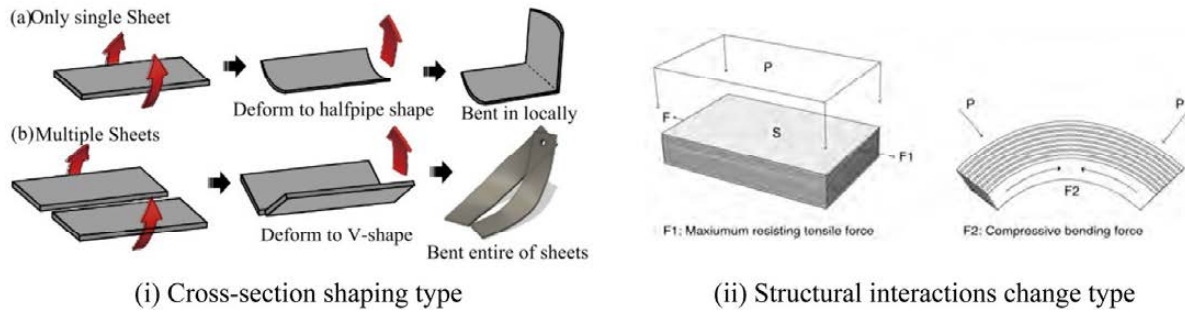 (a)Only single Sheet
Deform to halfpipe shape
Bent in locally
(b)Multiple Sheets
Deform to V-shape
Bent entire of sheets
(i) Cross-section shaping type
P
F
S
F1
F1: Maxiumum resisting tensile force
P
P
F2
F2: Compressive bending force
(ii) Structural interactions change type